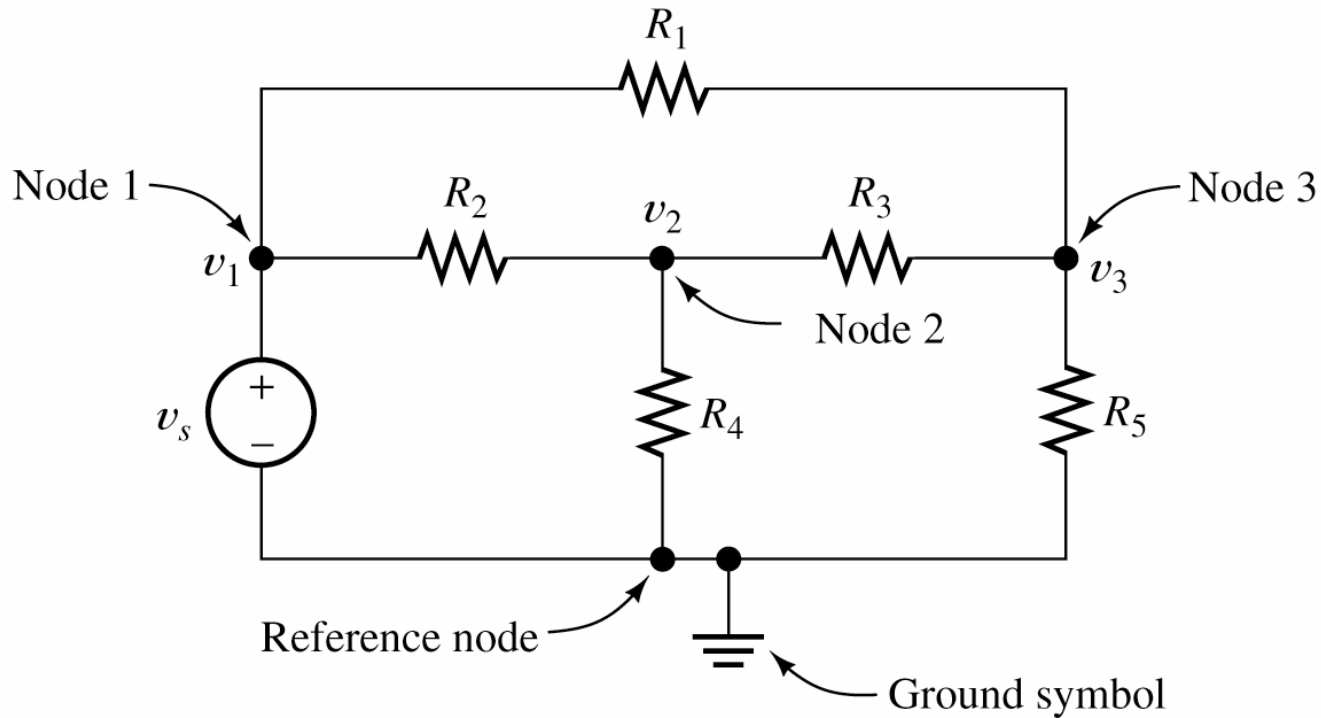 R1
Node 1
R2
v2
R3
Node 3
v1
v3
Node 2
+
vs
−
R4
R5
Reference node
Ground symbol